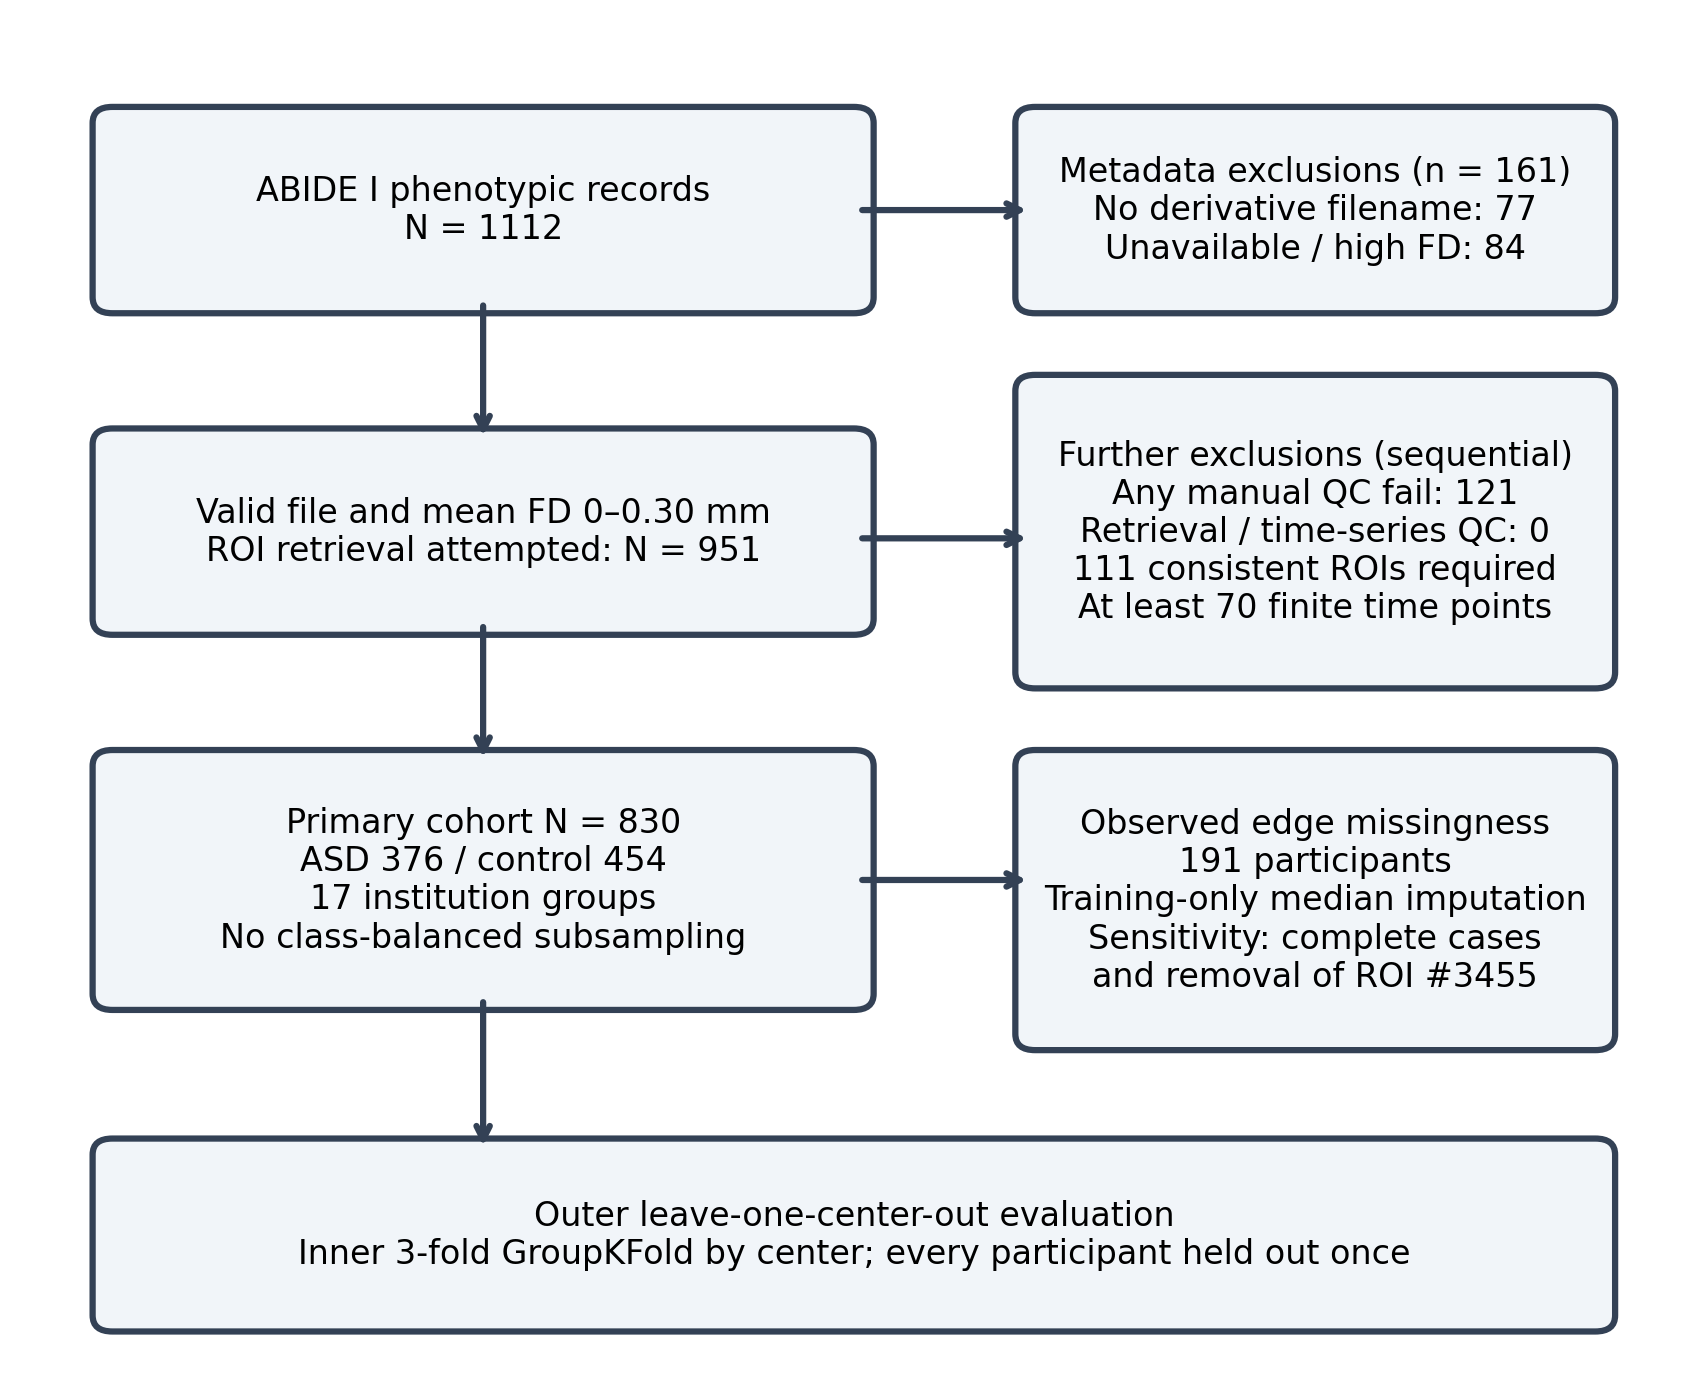 ABIDE I phenotypic records
N = 1112
Metadata exclusions (n = 161)
No derivative filename: 77
Unavailable / high FD: 84
Valid file and mean FD 0–0.30 mm
ROI retrieval attempted: N = 951
Further exclusions (sequential)
Any manual QC fail: 121
Retrieval / time-series QC: 0
111 consistent ROIs required
At least 70 finite time points
Primary cohort N = 830
ASD 376 / control 454
17 institution groups
No class-balanced subsampling
Observed edge missingness
191 participants
Training-only median imputation
Sensitivity: complete cases
and removal of ROI #3455
Outer leave-one-center-out evaluation
Inner 3-fold GroupKFold by center; every participant held out once